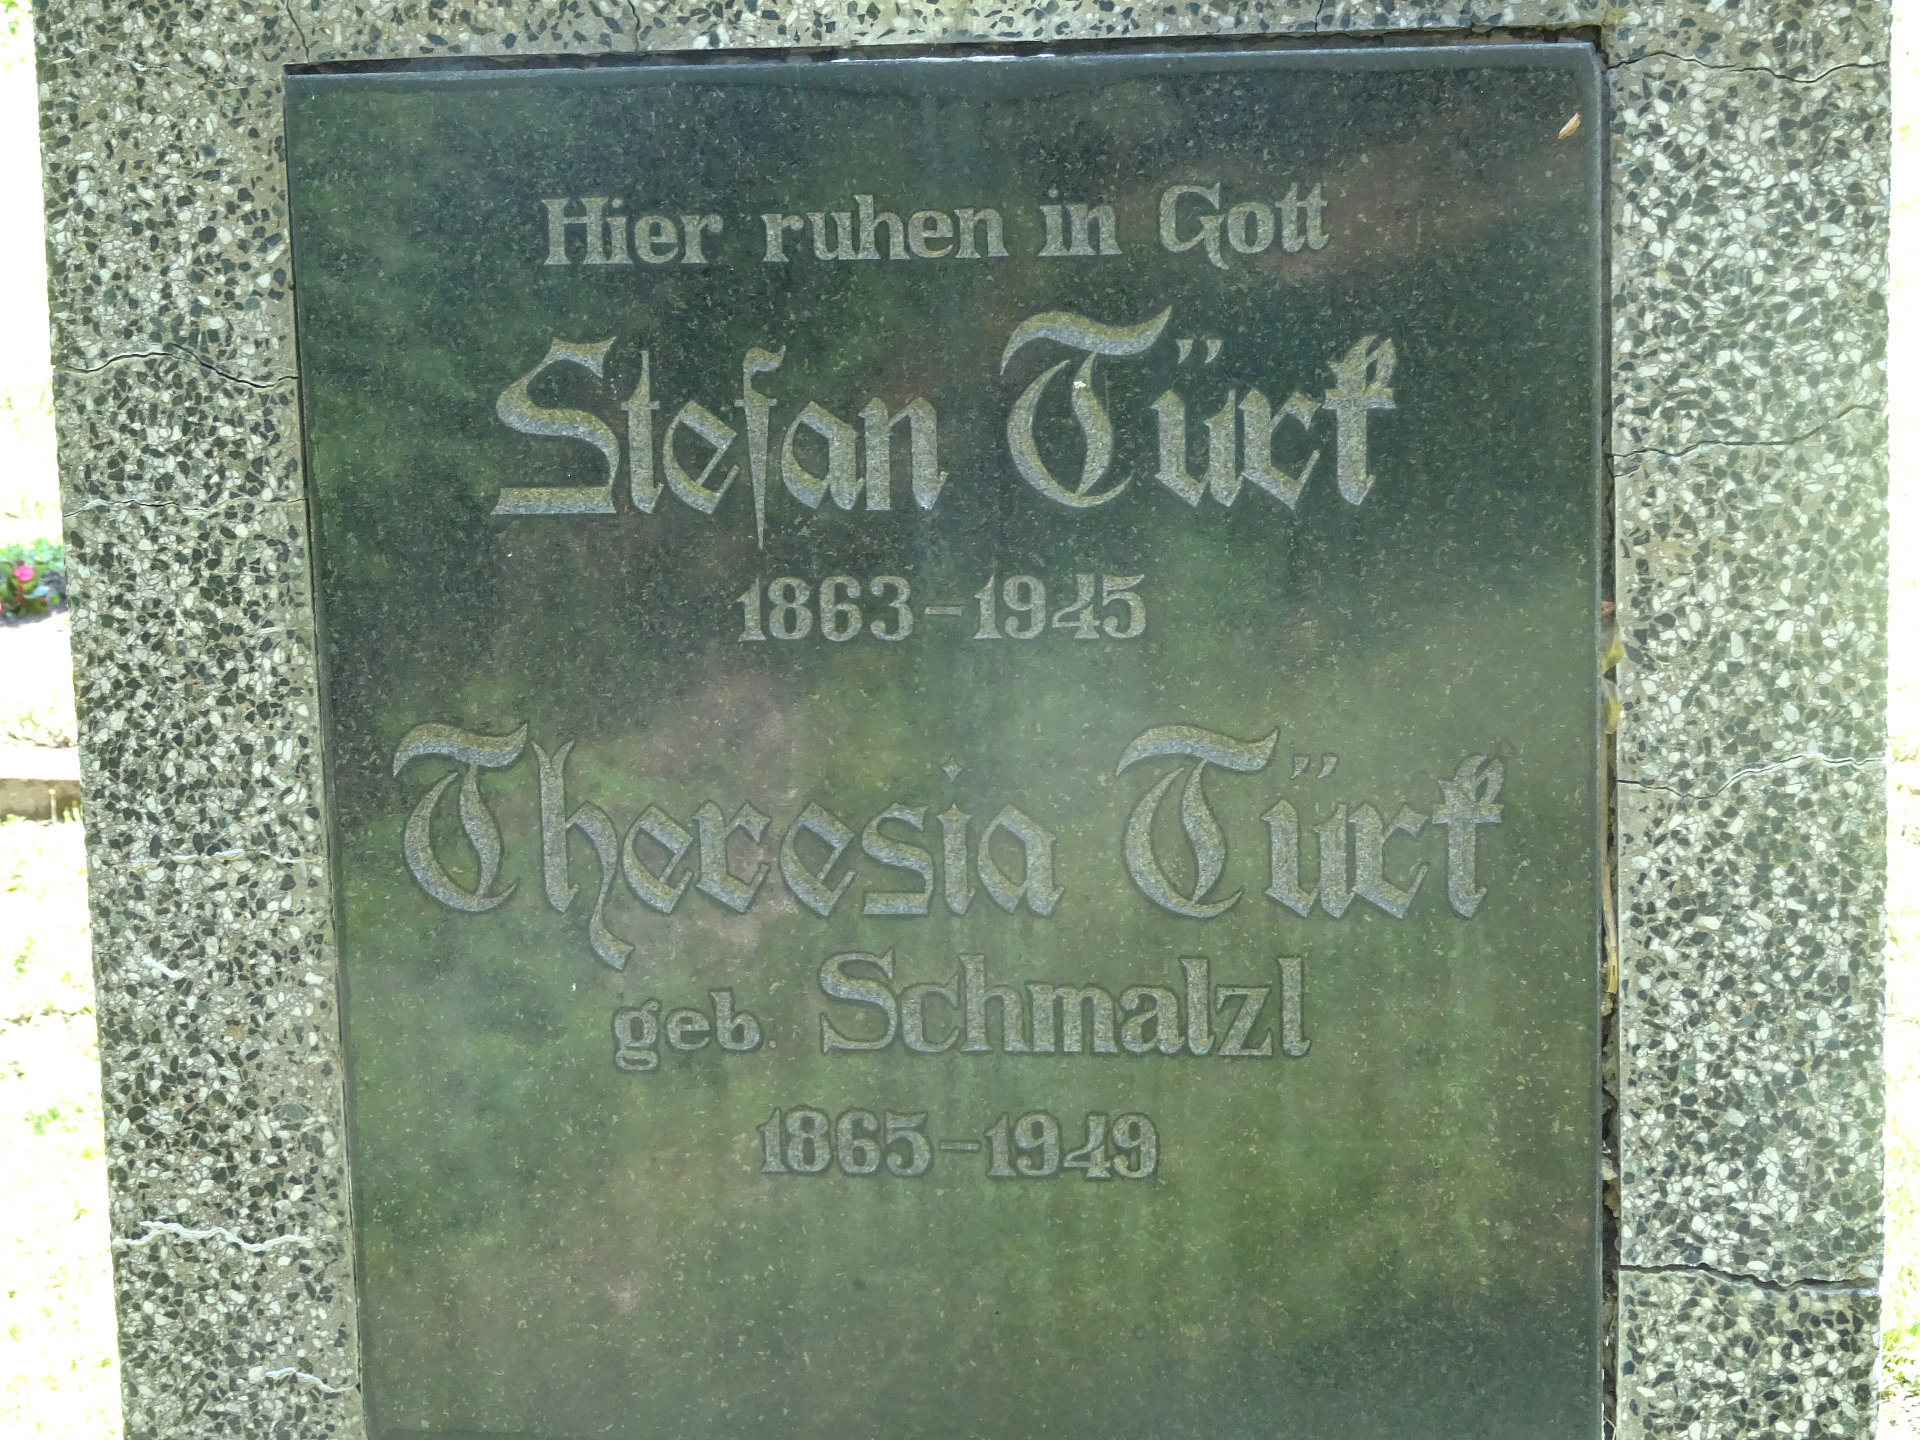 Hier ruhen in Gott
Stefan Türk
1863-1945
Theresia Türk
geb. Schmalzl
1865-1949